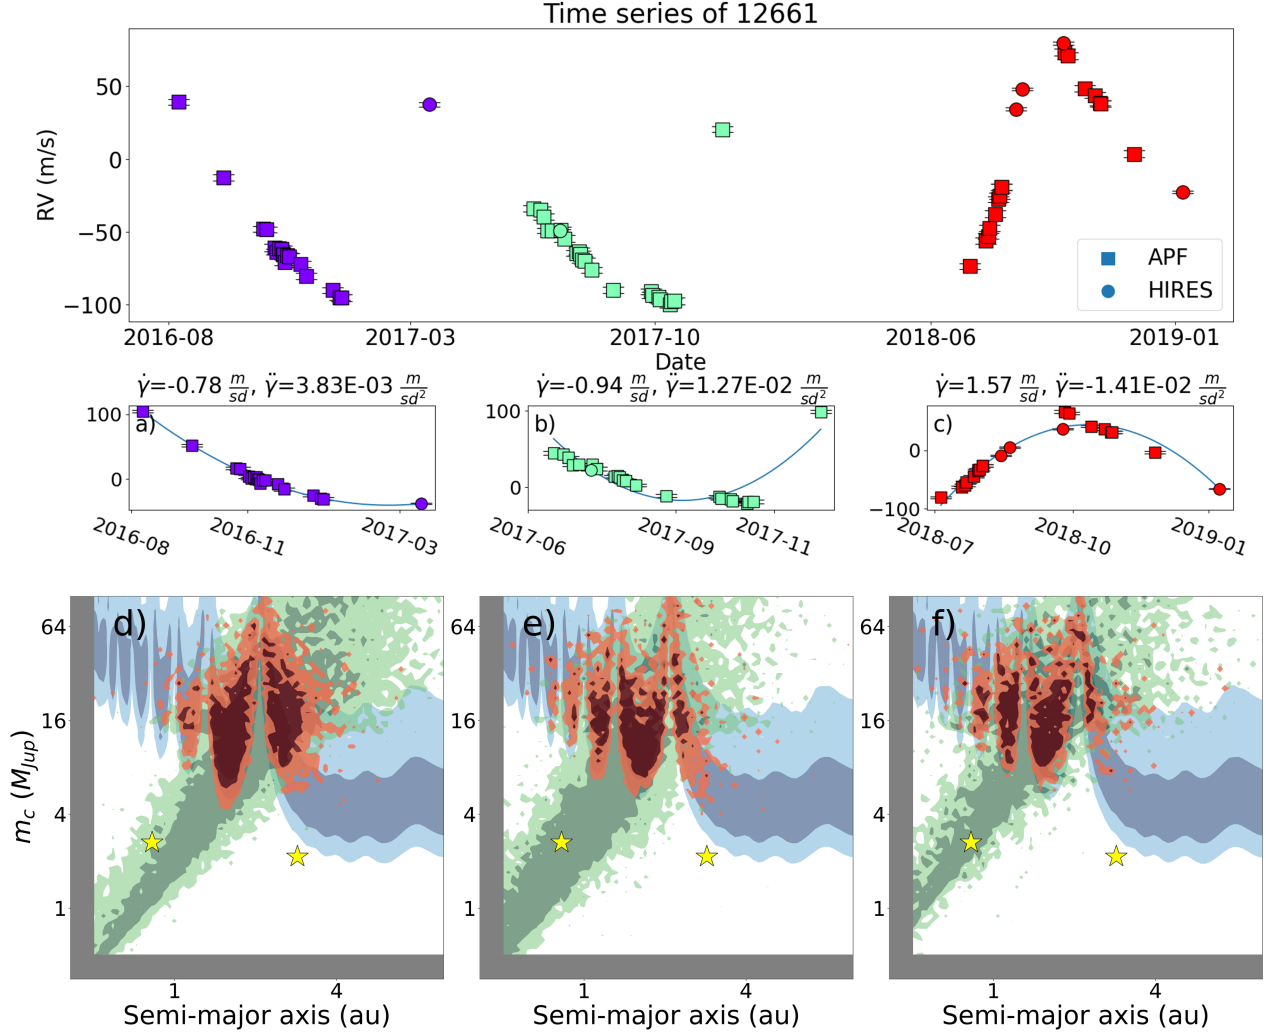 Time series of 12661
RV (m/s)
50
0
−50
−100
APF
HIRES
2016-08
2017-03
2017-10
2018-06
2019-01
Date
γ̇=-0.78 m/sd, γ̈=3.83E-03 m/sd²
γ̇=-0.94 m/sd, γ̈=1.27E-02 m/sd²
γ̇=1.57 m/sd, γ̈=-1.41E-02 m/sd²
a)
100
0
2016-08
2016-11
2017-03
b)
100
0
2017-06
2017-09
2017-11
c)
0
−100
2018-07
2018-10
2019-01
m_c (M_Jup)
d)
64
16
4
1
1
4
Semi-major axis (au)
e)
64
16
4
1
1
4
Semi-major axis (au)
f)
64
16
4
1
1
4
Semi-major axis (au)